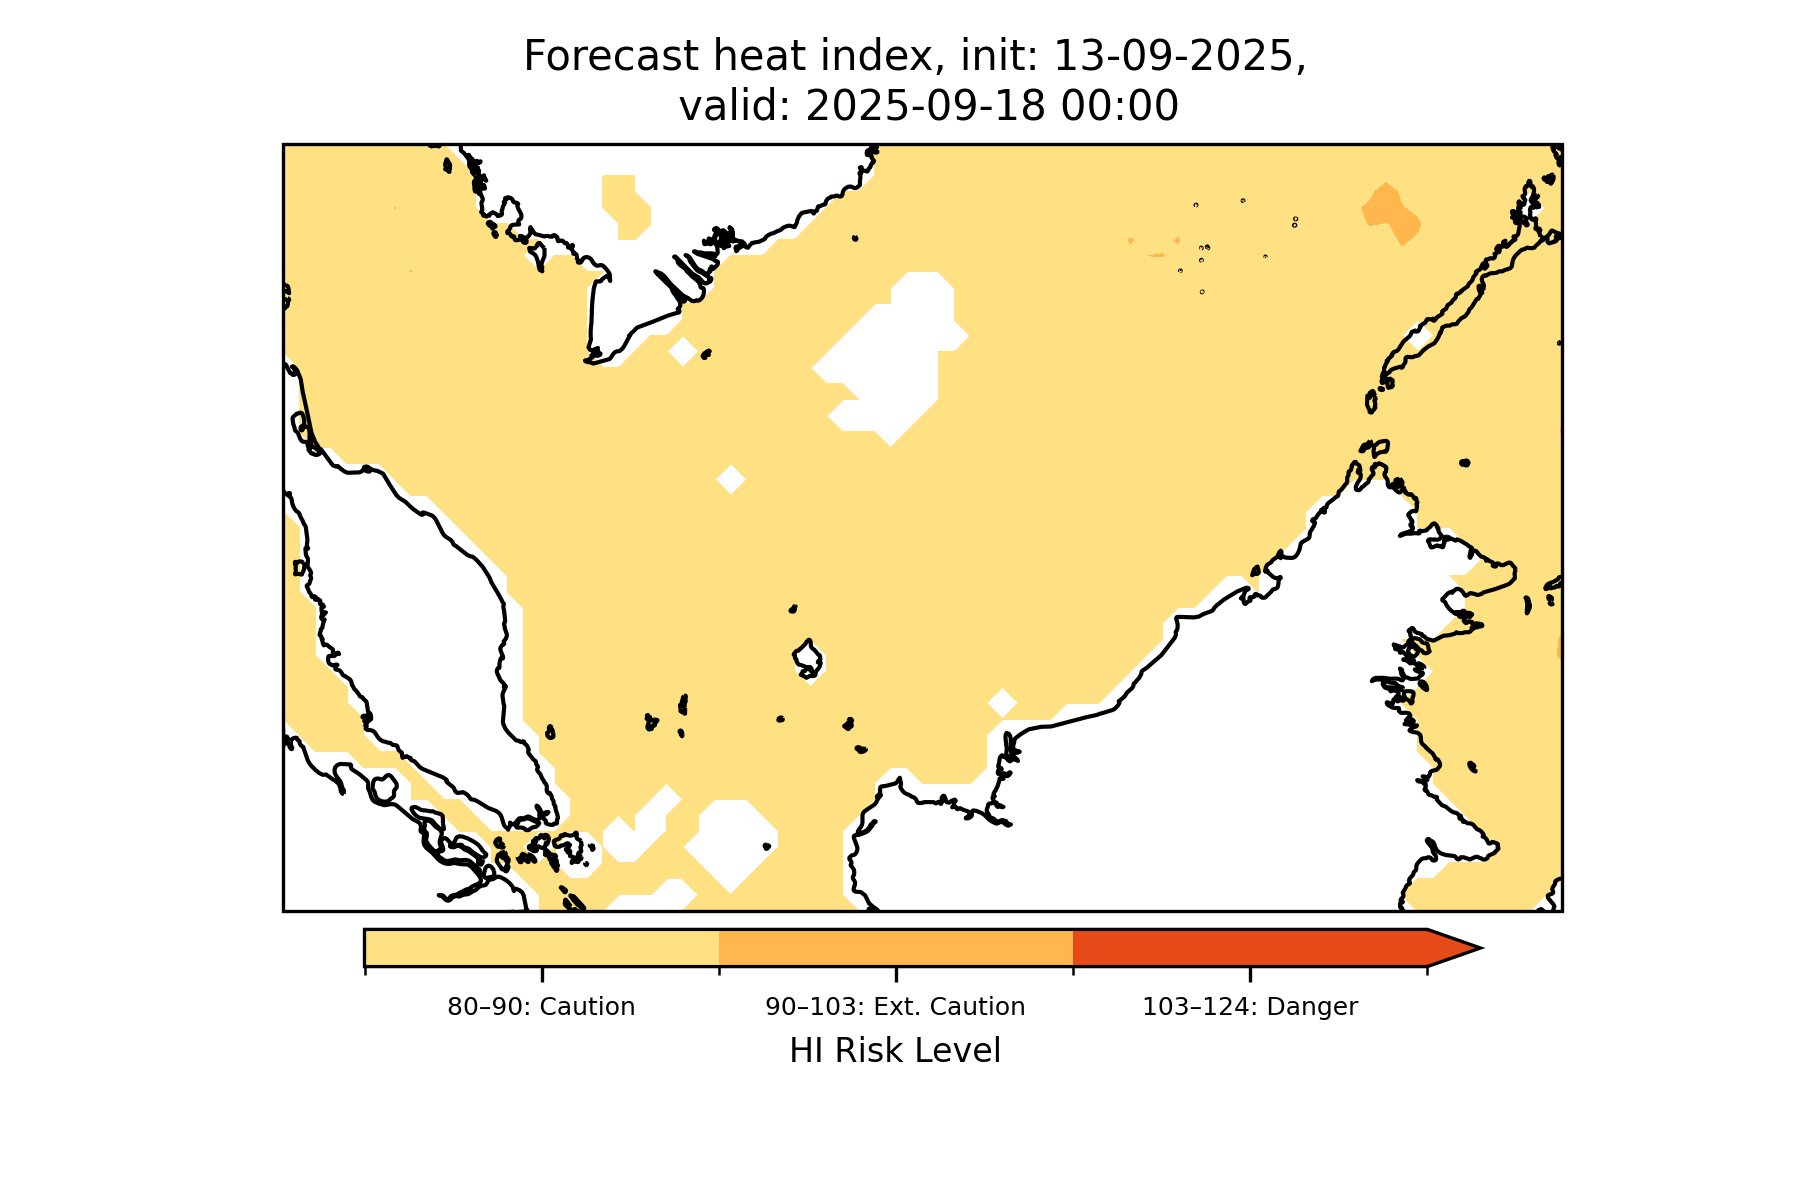 Forecast heat index, init: 13-09-2025,
valid: 2025-09-18 00:00
80–90: Caution
90–103: Ext. Caution
103–124: Danger
HI Risk Level